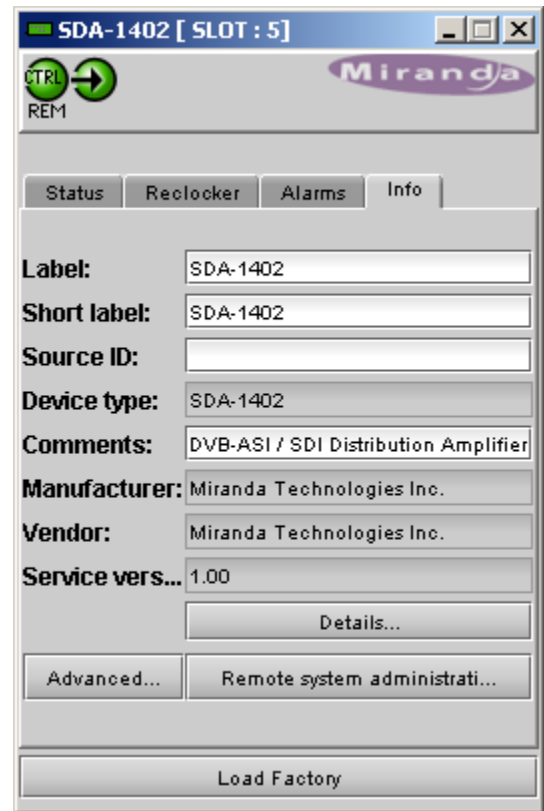 SDA-1402 [ SLOT : 5]
CTRL
REM
Miranda
Status Reclocker Alarms Info
Label: SDA-1402
Short label: SDA-1402
Source ID:
Device type: SDA-1402
Comments: DVB-ASI / SDI Distribution Amplifier
Manufacturer: Miranda Technologies Inc.
Vendor: Miranda Technologies Inc.
Service vers... 1.00
Details...
Advanced... Remote system administrati...
Load Factory